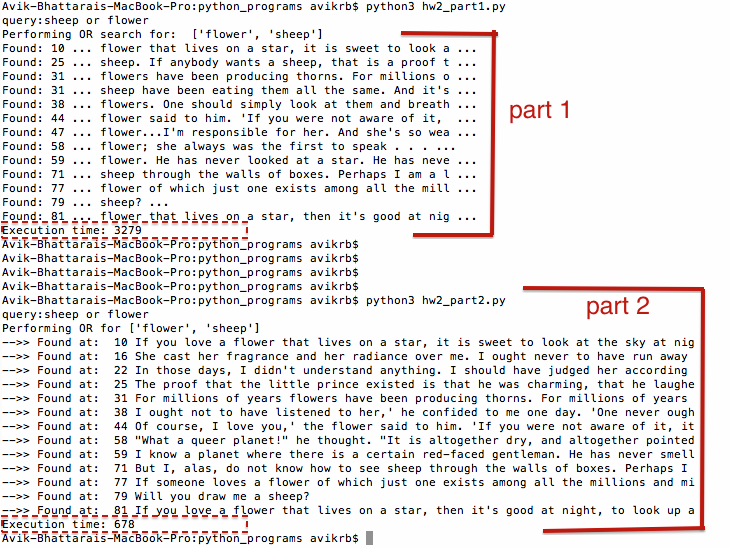 Avik-Bhattarais-MacBook-Pro:python_programs avikrb$ python3 hw2_part1.py
query:sheep or flower
Performing OR search for:  ['flower', 'sheep']
Found: 10 ... flower that lives on a star, it is sweet to look a ...
Found: 25 ... sheep. If anybody wants a sheep, that is a proof t ...
Found: 31 ... flowers have been producing thorns. For millions o ...
Found: 31 ... sheep have been eating them all the same. And it's ...
Found: 38 ... flowers. One should simply look at them and breath ...
Found: 44 ... flower said to him. 'If you were not aware of it,  ...
Found: 47 ... flower...I'm responsible for her. And she's so wea ...
Found: 58 ... flower; she always was the first to speak . . . ...
Found: 59 ... flower. He has never looked at a star. He has neve ...
Found: 71 ... sheep through the walls of boxes. Perhaps I am a l ...
Found: 77 ... flower of which just one exists among all the mill ...
Found: 79 ... sheep? ...
Found: 81 ... flower that lives on a star, then it's good at nig ...
Execution time: 3279
part 1
Avik-Bhattarais-MacBook-Pro:python_programs avikrb$
Avik-Bhattarais-MacBook-Pro:python_programs avikrb$
Avik-Bhattarais-MacBook-Pro:python_programs avikrb$
Avik-Bhattarais-MacBook-Pro:python_programs avikrb$
Avik-Bhattarais-MacBook-Pro:python_programs avikrb$ python3 hw2_part2.py
part 2
query:sheep or flower
Performing OR for ['flower', 'sheep']
-->> Found at:  10 If you love a flower that lives on a star, it is sweet to look at the sky at nig
-->> Found at:  16 She cast her fragrance and her radiance over me. I ought never to have run away
-->> Found at:  22 In those days, I didn't understand anything. I should have judged her according
-->> Found at:  25 The proof that the little prince existed is that he was charming, that he laughe
-->> Found at:  31 For millions of years flowers have been producing thorns. For millions of years
-->> Found at:  38 I ought not to have listened to her,' he confided to me one day. 'One never ough
-->> Found at:  44 Of course, I love you,' the flower said to him. 'If you were not aware of it, it
-->> Found at:  58 "What a queer planet!" he thought. "It is altogether dry, and altogether pointed
-->> Found at:  59 I know a planet where there is a certain red-faced gentleman. He has never smell
-->> Found at:  71 But I, alas, do not know how to see sheep through the walls of boxes. Perhaps I
-->> Found at:  77 If someone loves a flower of which just one exists among all the millions and mi
-->> Found at:  79 Will you draw me a sheep?
-->> Found at:  81 If you love a flower that lives on a star, then it's good at night, to look up a
Execution time: 678
Avik-Bhattarais-MacBook-Pro:python_programs avikrb$